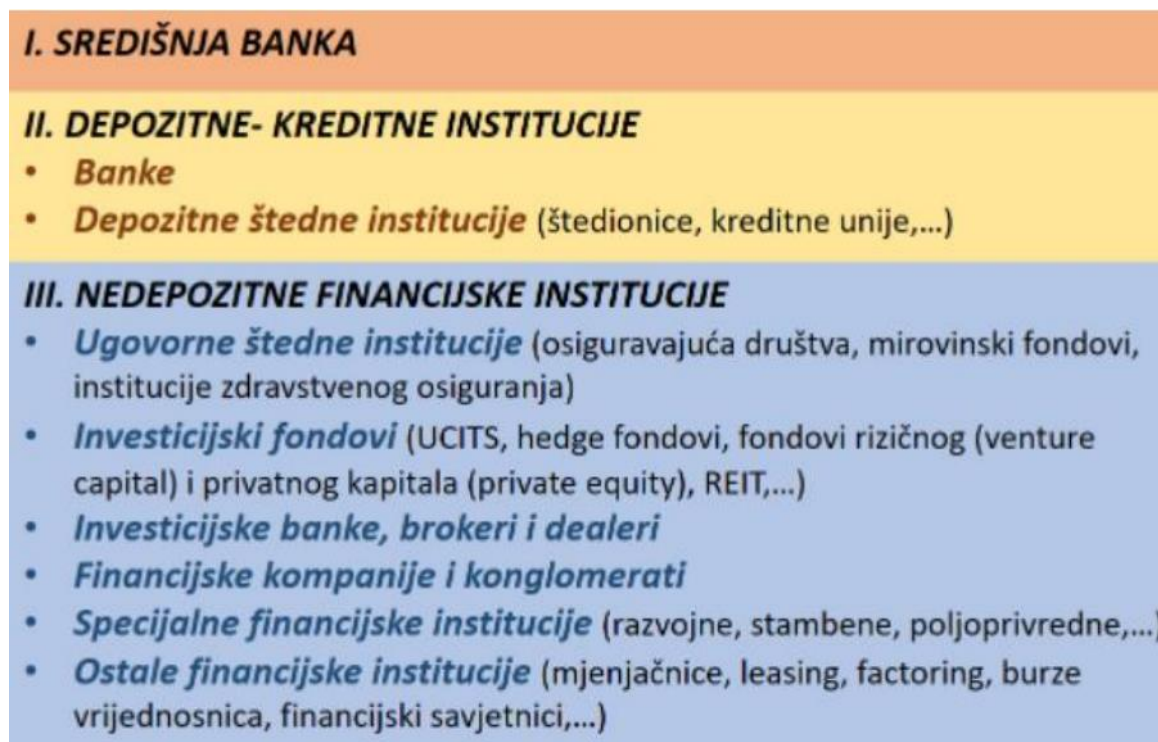 I. SREDIŠNJA BANKA
II. DEPOZITNE- KREDITNE INSTITUCIJE
• Banke
• Depozitne štedne institucije (štedionice, kreditne unije,...)
III. NEDEPOZITNE FINANCIJSKE INSTITUCIJE
• Ugovorne štedne institucije (osiguravajuća društva, mirovinski fondovi,
institucije zdravstvenog osiguranja)
• Investicijski fondovi (UCITS, hedge fondovi, fondovi rizičnog (venture
capital) i privatnog kapitala (private equity), REIT,...)
• Investicijske banke, brokeri i dealeri
• Financijske kompanije i konglomerati
• Specijalne financijske institucije (razvojne, stambene, poljoprivredne,...)
• Ostale financijske institucije (mjenjačnice, leasing, factoring, burze
vrijednosnica, financijski savjetnici,...)